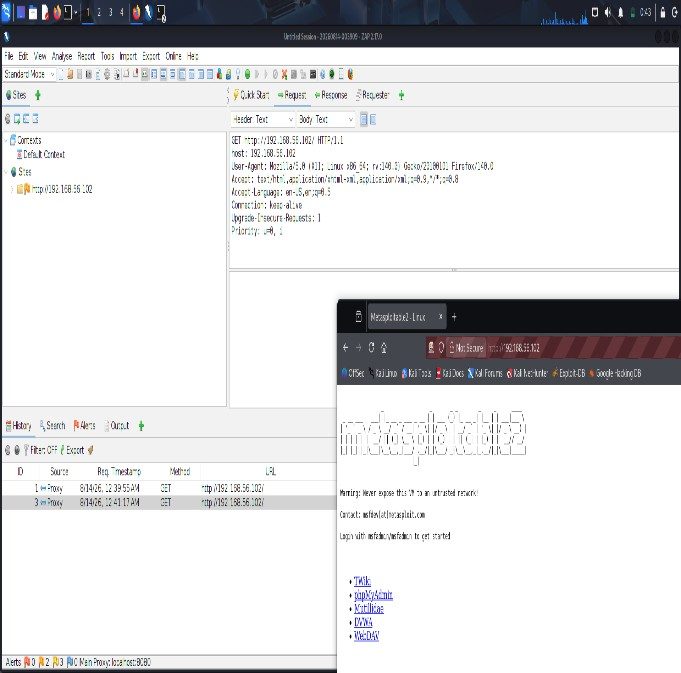 1 2 3 4
0:43
Untitled Session - 20260814-003809 - ZAP 2.17.0
File Edit View Analyse Report Tools Import Export Online Help
Standard Mode
Sites
Quick Start Request Response Requester
Header: Text Body: Text
Contexts
Default Context
Sites
http://192.168.56.102
GET http://192.168.56.102/ HTTP/1.1
host: 192.168.56.102
User-Agent: Mozilla/5.0 (X11; Linux x86_64; rv:140.0) Gecko/20100101 Firefox/140.0
Accept: text/html,application/xhtml+xml,application/xml;q=0.9,*/*;q=0.8
Accept-Language: en-US,en;q=0.5
Connection: keep-alive
Upgrade-Insecure-Requests: 1
Priority: u=0, i
History Search Alerts Output
Filter: OFF Export
ID Source Req. Timestamp Method URL
1 Proxy 8/14/26, 12:39:55 AM GET http://192.168.56.102/
3 Proxy 8/14/26, 12:41:17 AM GET http://192.168.56.102/
Alerts 0 2 3 0 Main Proxy: localhost:8080
Metasploitable2 - Linux
Not Secure http://192.168.56.102
OffSec Kali Linux Kali Tools Kali Docs Kali Forums Kali NetHunter Exploit-DB Google Hacking DB
metasploitable2
Warning: Never expose this VM to an untrusted network!
Contact: msfdev[at]metasploit.com
Login with msfadmin/msfadmin to get started
TWiki
phpMyAdmin
Mutillidae
DVWA
WebDAV